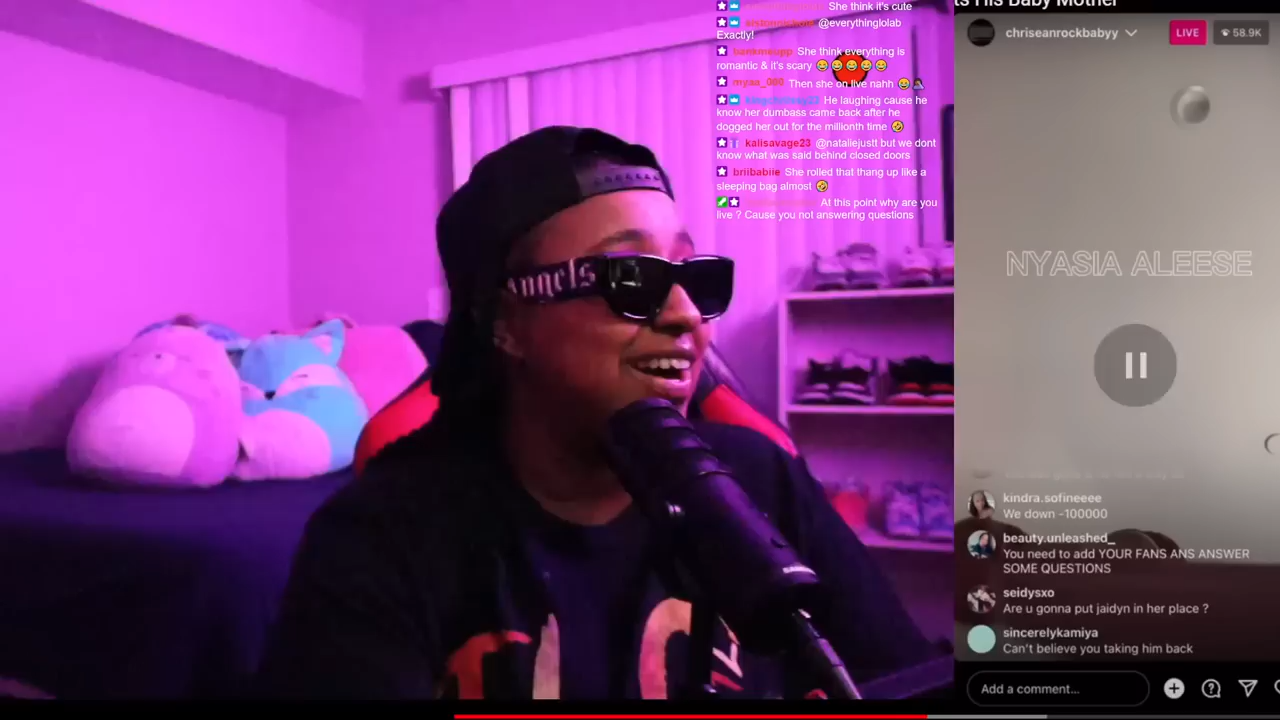 ts His Baby Mother
She think it's cute
@everythinglolab
Exactly!
bankmkupp She think everything is
romantic & it's scary 😂😂😂😂😂
myaa_000 Then she on live nahh
He laughing cause he
know her dumbass came back after he
dogged her out for the millionth time 🤣
kalisavage23 @nataliejustt but we dont
know what was said behind closed doors
briibabiie She rolled that thang up like a
sleeping bag almost 🤣
At this point why are you
live ? Cause you not answering questions
chriseanrockbabyy
LIVE
58.9K
Angels
NYASIA ALEESE
kindra.sofineeee
We down -100000
beauty.unleashed_
You need to add YOUR FANS ANS ANSWER
SOME QUESTIONS
seidysxo
Are u gonna put jaidyn in her place ?
sincerelykamiya
Can't believe you taking him back
Add a comment...